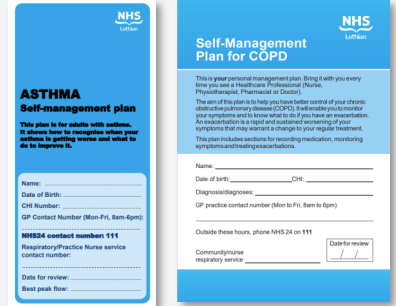 NHS
Lothian
ASTHMA
Self-management plan
This plan is for adults with asthma.
It shows how to recognise when your
asthma is getting worse and what to
do to improve it.
Name:
Date of Birth:
CHI Number:
GP Contact Number (Mon-Fri, 8am-6pm):
NHS24 contact number: 111
Respiratory/Practice Nurse service
contact number:
Date for review:
Best peak flow:
NHS
Lothian
Self-Management
Plan for COPD
This is your personal management plan. Bring it with you every
time you see a Healthcare Professional (Nurse,
Physiotherapist, Pharmacist or Doctor).
The aim of this plan is to help you have better control of your chronic
obstructive pulmonary disease (COPD). It will enable you to monitor
your symptoms and to know what to do if you have an exacerbation.
An exacerbation is a rapid and sustained worsening of your
symptoms that may warrant a change to your regular treatment.
This plan includes sections for recording medication, monitoring
symptoms and treating exacerbations.
Name:
Date of birth: CHI:
Diagnosis/diagnoses:
GP practice contact number (Mon to Fri, 8am to 6pm)
Outside these hours, phone NHS 24 on 111
Date for review
/ /
Community/nurse
respiratory service